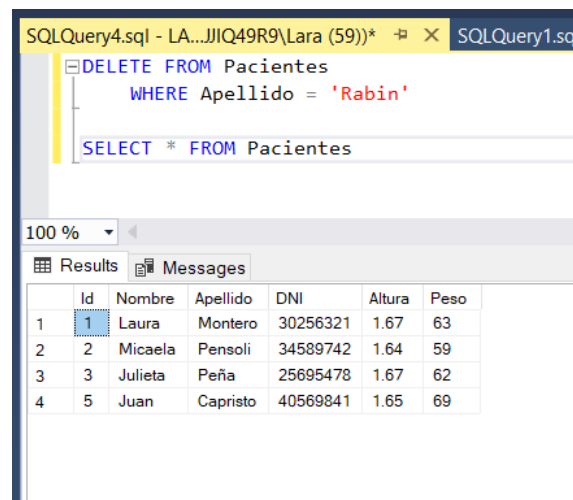 SQLQuery4.sql - LA...JJIQ49R9\Lara (59))* SQLQuery1.sq
DELETE FROM Pacientes
WHERE Apellido = 'Rabin'
SELECT * FROM Pacientes
100 %
Results Messages
Id Nombre Apellido DNI Altura Peso
1 1 Laura Montero 30256321 1.67 63
2 2 Micaela Pensoli 34589742 1.64 59
3 3 Julieta Peña 25695478 1.67 62
4 5 Juan Capristo 40569841 1.65 69